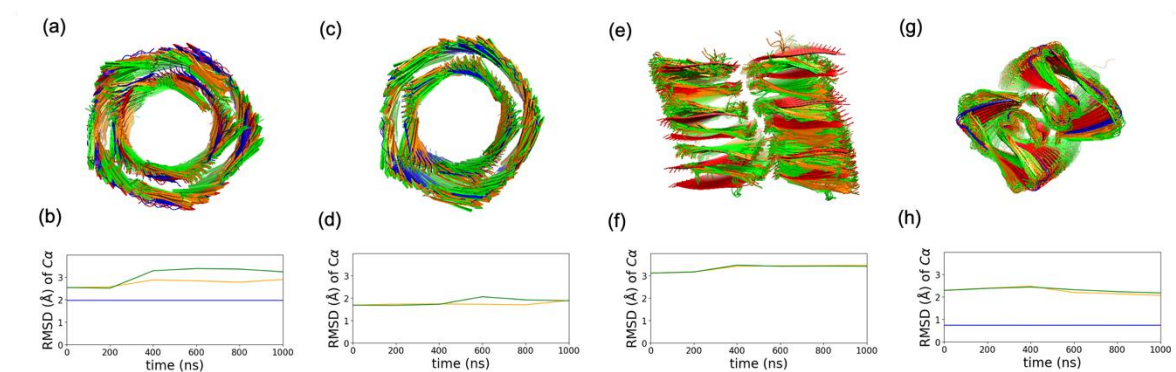 (a)
(c)
(e)
(g)
(b)
(d)
(f)
(h)
RMSD (Å) of Cα
3
2
1
0
0 200 400 600 800 1000
time (ns)
RMSD (Å) of Cα
3
2
1
0
0 200 400 600 800 1000
time (ns)
RMSD (Å) of Cα
3
2
1
0
0 200 400 600 800 1000
time (ns)
RMSD (Å) of Cα
3
2
1
0
0 200 400 600 800 1000
time (ns)